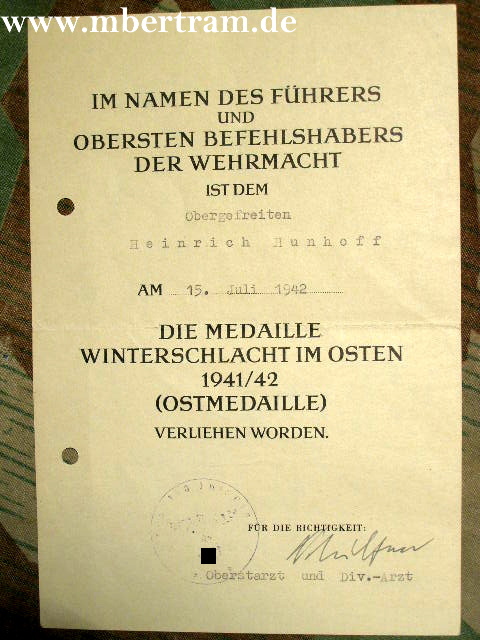 www.mbertram.de
IM NAMEN DES FÜHRERS
UND
OBERSTEN BEFEHLSHABERS
DER WEHRMACHT
IST DEM
Obergefreiten
Heinrich Hunhoff
AM 15. Juli 1942
DIE MEDAILLE
WINTERSCHLACHT IM OSTEN
1941/42
(OSTMEDAILLE)
VERLIEHEN WORDEN.
FÜR DIE RICHTIGKEIT:
Oberstarzt und Div.-Arzt